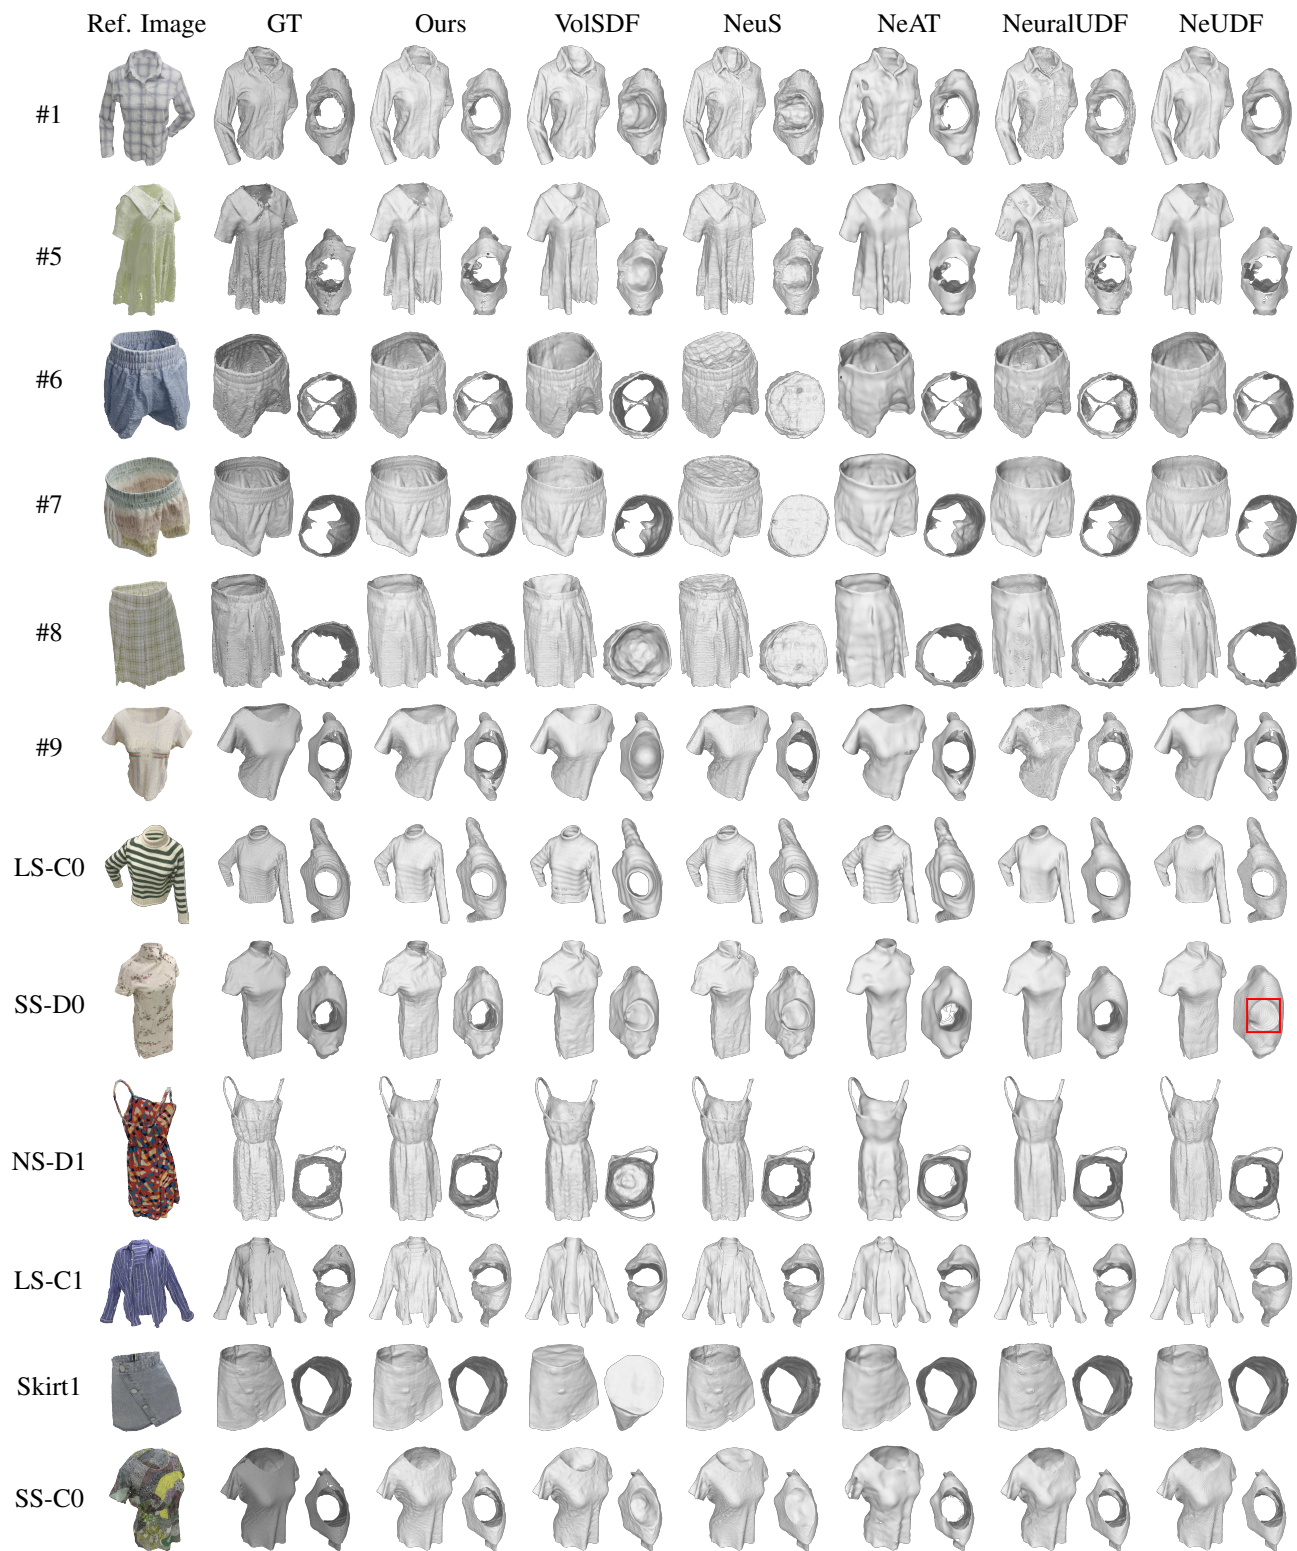 Ref. Image GT Ours VolSDF NeuS NeAT NeuralUDF NeUDF
#1
#5
#6
#7
#8
#9
LS-C0
SS-D0
NS-D1
LS-C1
Skirt1
SS-C0